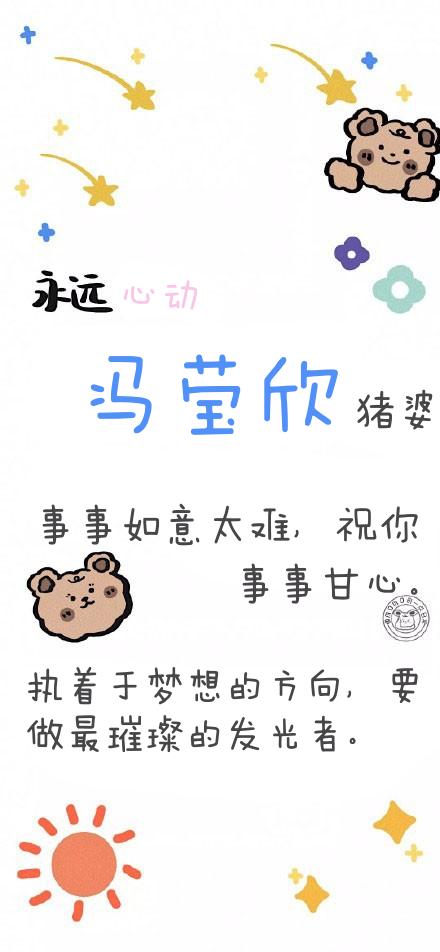 永远 心动
冯莹欣 猪婆
事事如意太难，祝你
事事甘心。
执着于梦想的方向，要
做最璀璨的发光者。